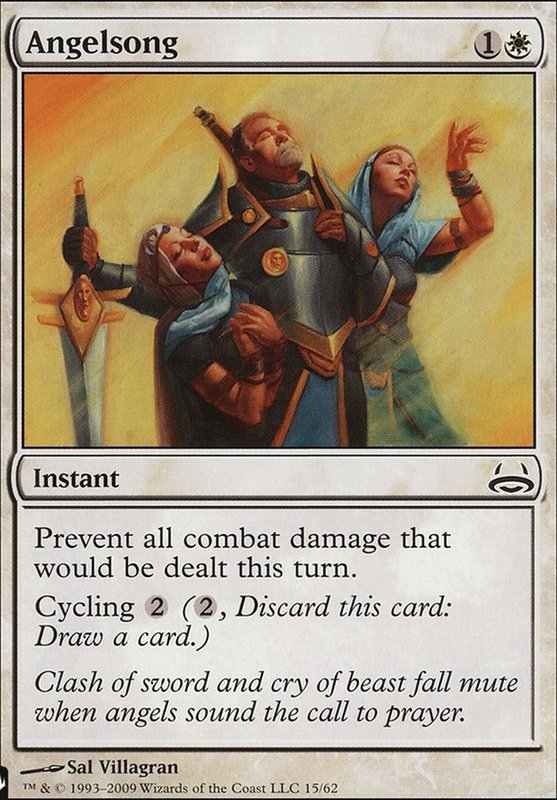 Angelsong 1
Instant
Prevent all combat damage that
would be dealt this turn.
Cycling 2 (2, Discard this card:
Draw a card.)
Clash of sword and cry of beast fall mute
when angels sound the call to prayer.
Sal Villagran
™ & © 1993–2009 Wizards of the Coast LLC 15/62